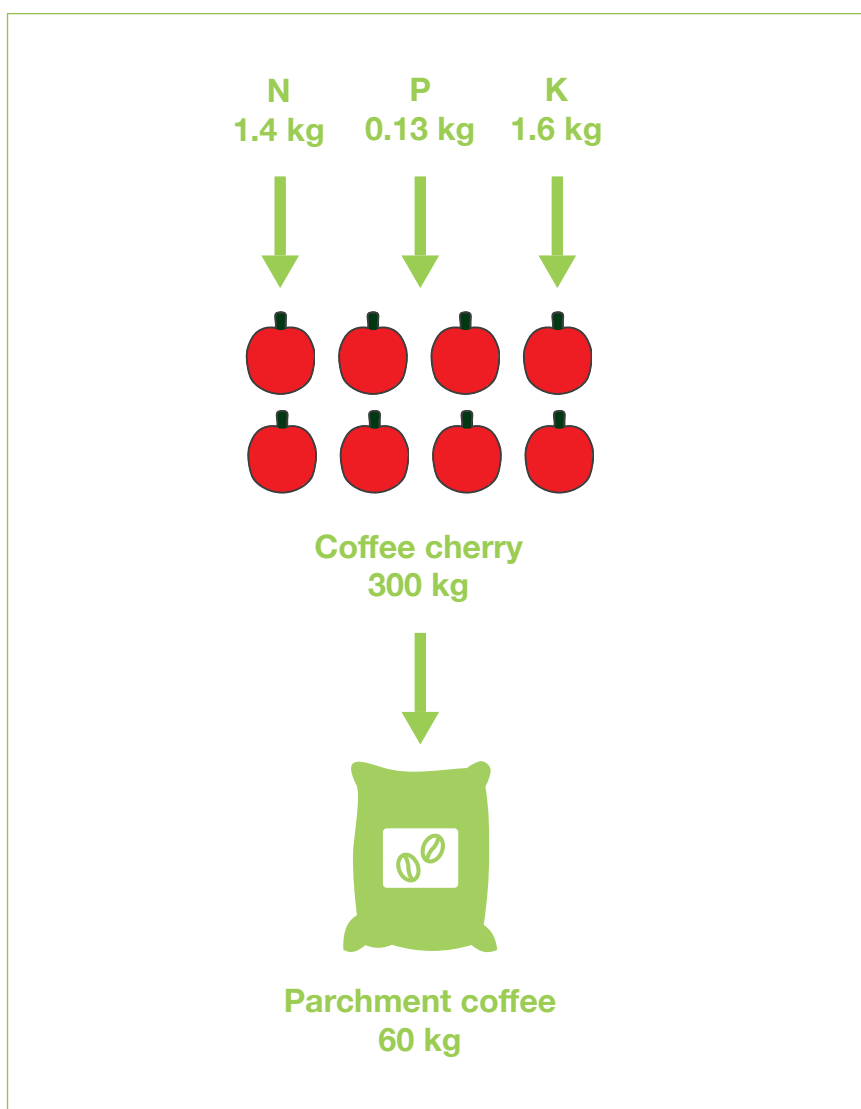 N P K
1.4 kg 0.13 kg 1.6 kg
Coffee cherry
300 kg
Parchment coffee
60 kg